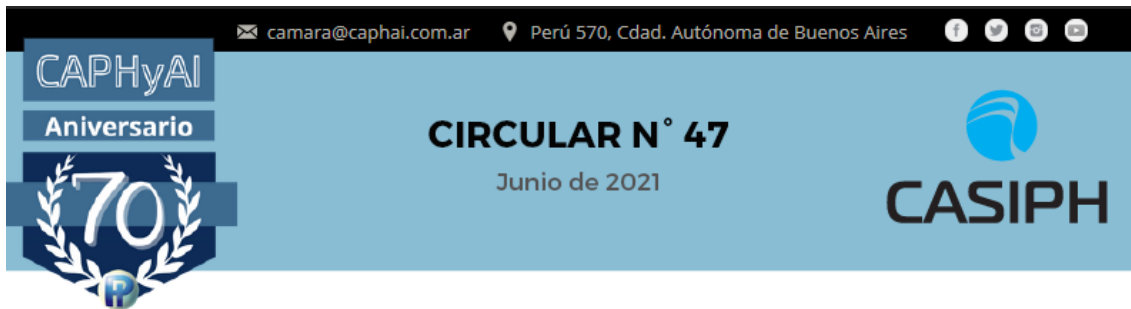 camara@caphai.com.ar Perú 570, Cdad. Autónoma de Buenos Aires
CAPHyAI
Aniversario
70
CIRCULAR N° 47
Junio de 2021
CASIPH